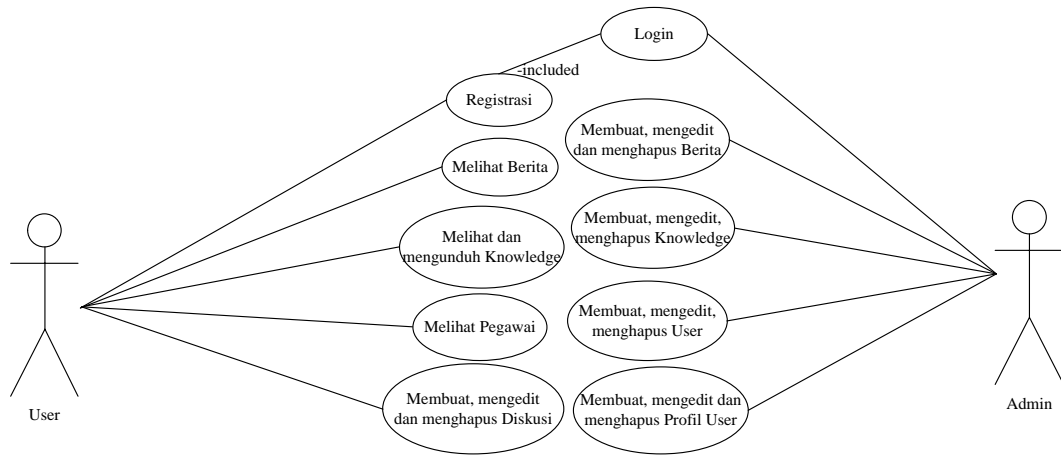 Login
-included
Registrasi
Membuat, mengedit
dan menghapus Berita
Melihat Berita
Membuat, mengedit,
menghapus Knowledge
Melihat dan
mengunduh Knowledge
Membuat, mengedit,
menghapus User
Melihat Pegawai
Membuat, mengedit
dan menghapus Diskusi
Membuat, mengedit dan
menghapus Profil User
User
Admin